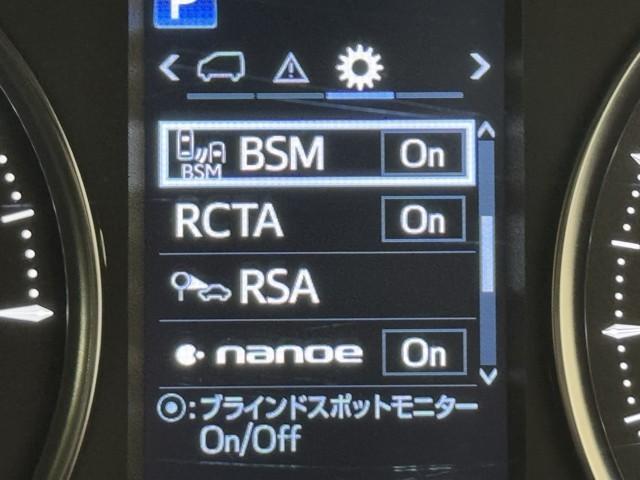 P
BSM BSM On
RCTA On
RSA
nanoe On
◎:ブラインドスポットモニター
On/Off